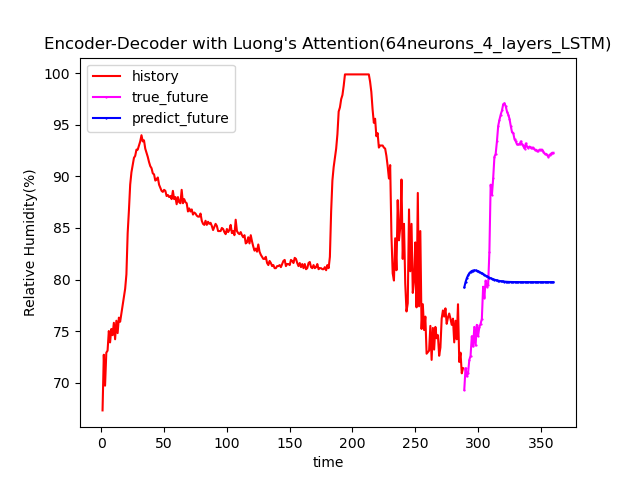 Encoder-Decoder with Luong's Attention(64neurons_4_layers_LSTM)
history
true_future
predict_future
Relative Humidity(%)
100
95
90
85
80
75
70
0 50 100 150 200 250 300 350
time